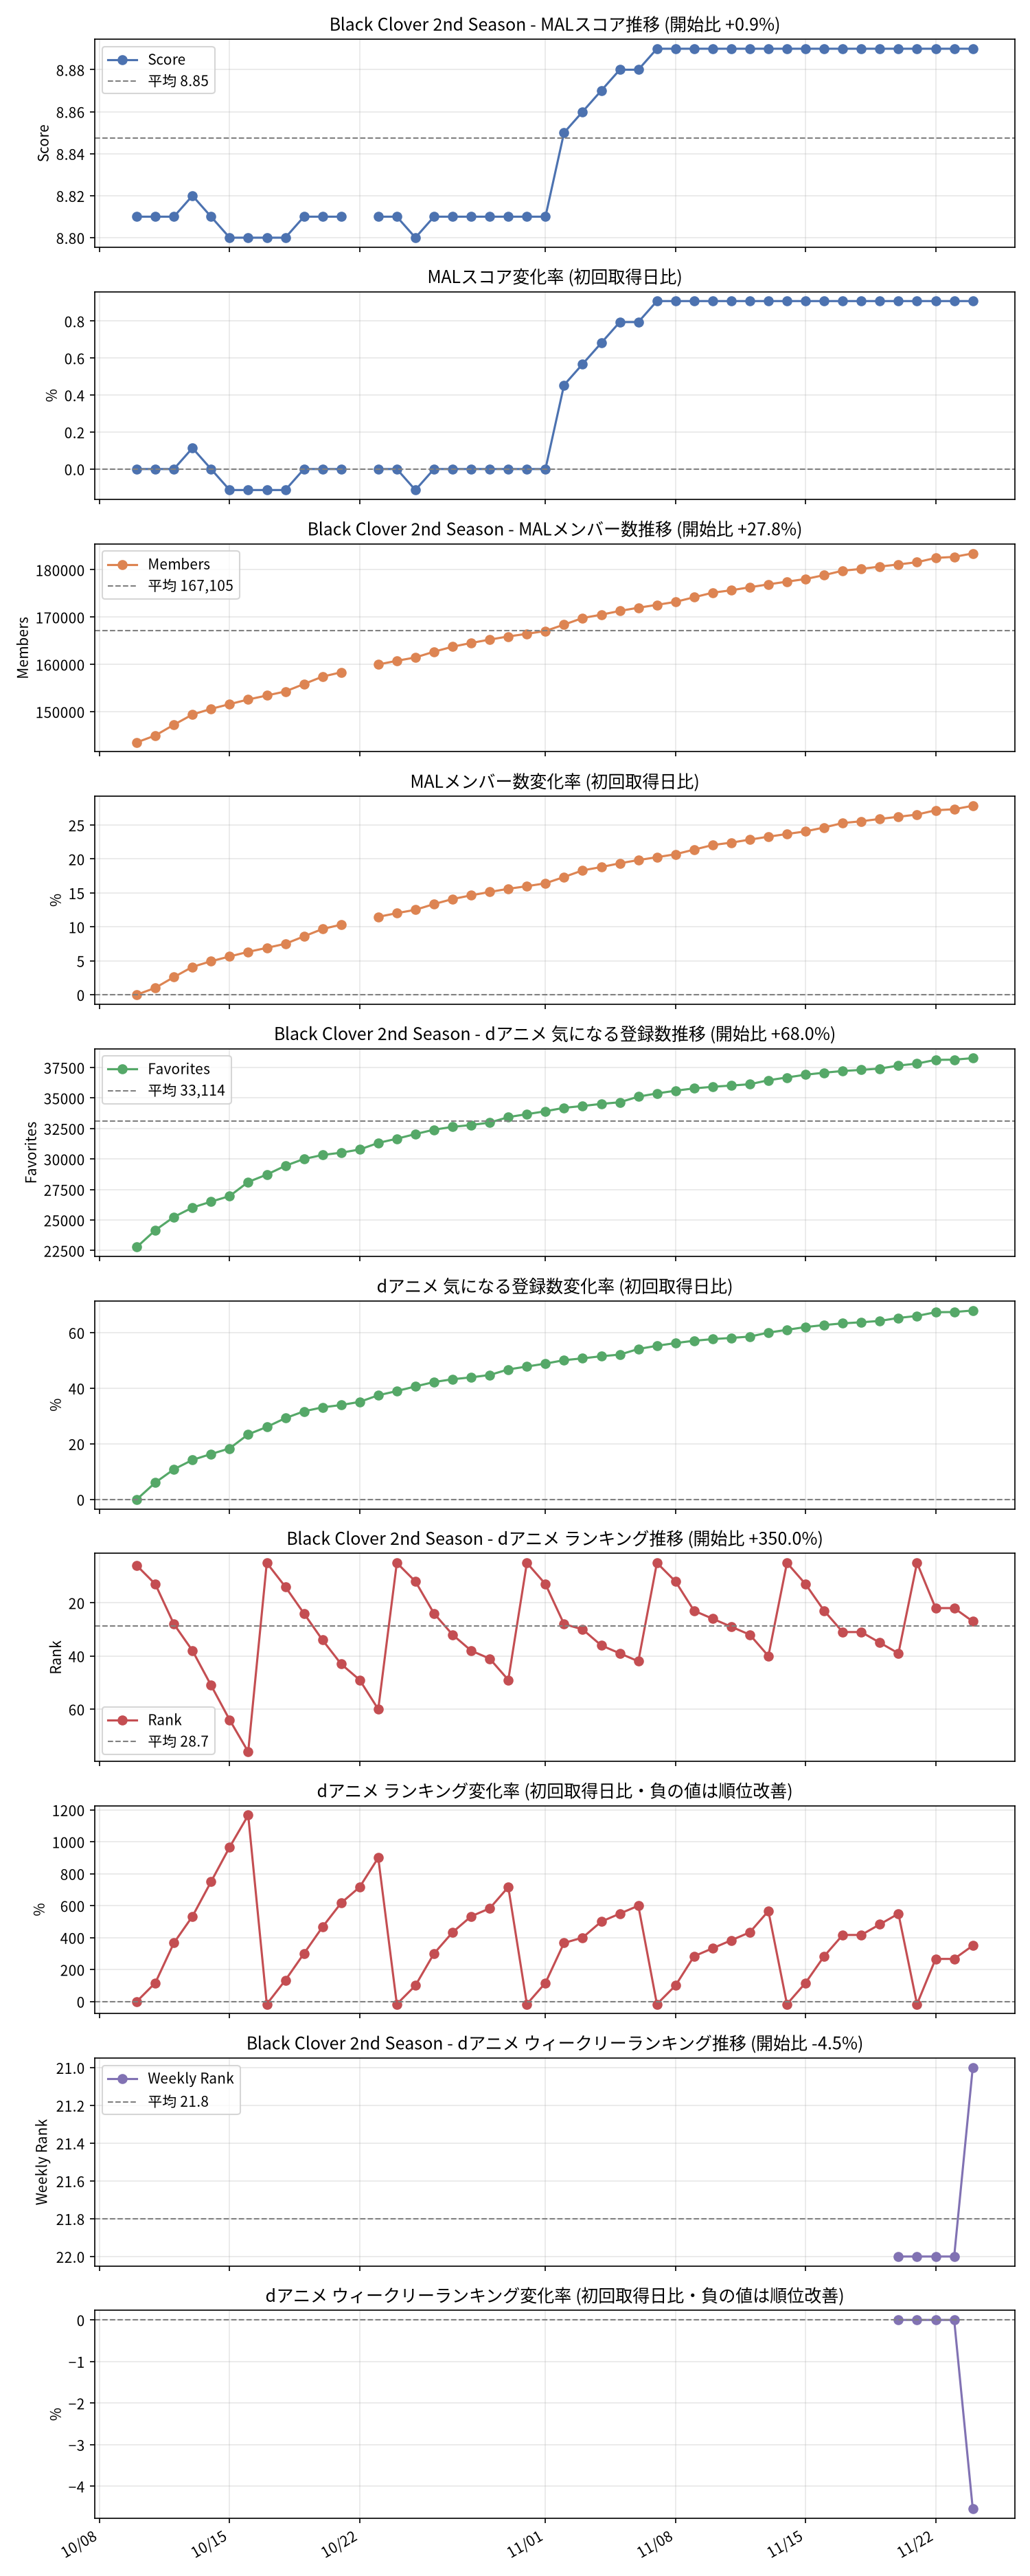 Black Clover 2nd Season - MALスコア推移 (開始比 +0.9%)
Score
平均 8.85
8.88
8.86
8.84
8.82
8.80
Score
MALスコア変化率 (初回取得日比)
0.8
0.6
0.4
0.2
0.0
%
Black Clover 2nd Season - MALメンバー数推移 (開始比 +27.8%)
Members
平均 167,105
180000
170000
160000
150000
Members
MALメンバー数変化率 (初回取得日比)
25
20
15
10
5
0
%
Black Clover 2nd Season - dアニメ 気になる登録数推移 (開始比 +68.0%)
Favorites
平均 33,114
37500
35000
32500
30000
27500
25000
22500
Favorites
dアニメ 気になる登録数変化率 (初回取得日比)
60
40
20
0
%
Black Clover 2nd Season - dアニメ ランキング推移 (開始比 +350.0%)
20
40
60
Rank
Rank
平均 28.7
dアニメ ランキング変化率 (初回取得日比・負の値は順位改善)
1200
1000
800
600
400
200
0
%
Black Clover 2nd Season - dアニメ ウィークリーランキング推移 (開始比 -4.5%)
Weekly Rank
平均 21.8
21.0
21.2
21.4
21.6
21.8
22.0
Weekly Rank
dアニメ ウィークリーランキング変化率 (初回取得日比・負の値は順位改善)
0
−1
−2
−3
−4
%
10/08
10/15
10/22
11/01
11/08
11/15
11/22